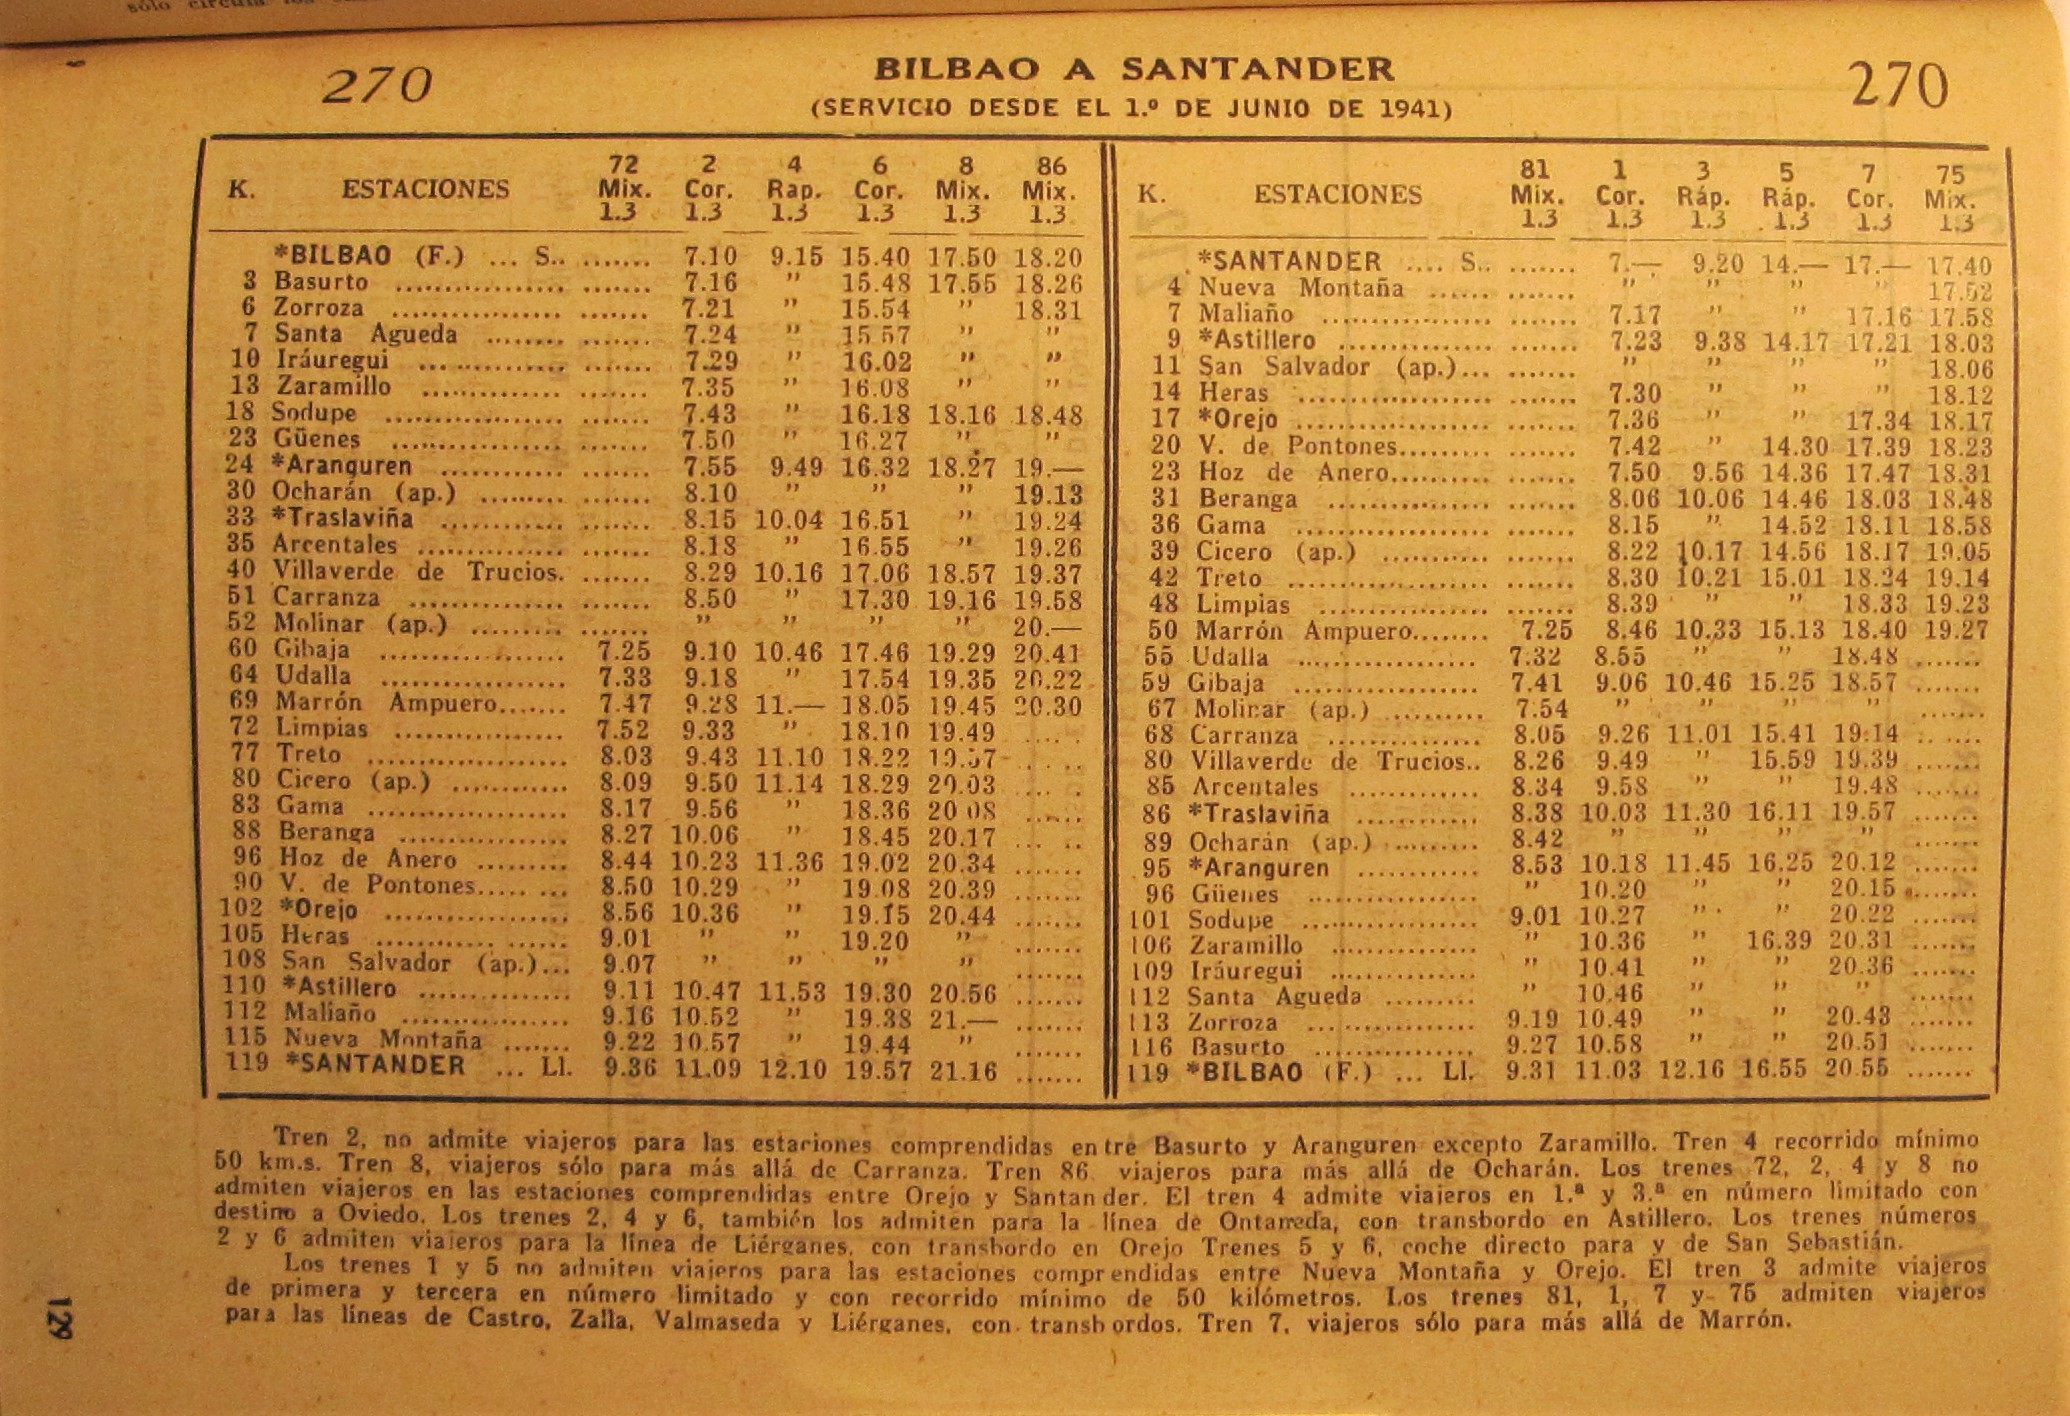 sólo circula los
270 BILBAO A SANTANDER 270
(SERVICIO DESDE EL 1.º DE JUNIO DE 1941)
72 2 4 6 8 86
K. ESTACIONES Mix. Cor. Rap. Cor. Mix. Mix.
1.3 1.3 1.3 1.3 1.3 1.3
*BILBAO (F.) ... S.. ....... 7.10 9.15 15.40 17.50 18.20
3 Basurto ................. ....... 7.16 " 15.48 17.55 18.26
6 Zorroza ................. ....... 7.21 " 15.54 " 18.31
7 Santa Agueda ........ ....... 7.24 " 15 57 " "
10 Iráuregui ... ............ ....... 7.29 " 16.02 " "
13 Zaramillo .............. ....... 7.35 " 16.08 " "
18 Sodupe .................. ....... 7.43 " 16.18 18.16 18.48
23 Güenes ................. ....... 7.50 " 16.27 " "
24 *Aranguren ............ ....... 7.55 9.49 16.32 18.27 19.—
30 Ocharán (ap.) ......... ....... 8.10 " " " 19.13
33 *Traslaviña ............ ....... 8.15 10.04 16.51 " 19.24
35 Arcentales .............. ....... 8.18 " 16.55 " 19.26
40 Villaverde de Trucios. ....... 8.29 10.16 17.06 18.57 19.37
51 Carranza ............... ....... 8.50 " 17.30 19.16 19.58
52 Molinar (ap.) ......... ....... " " " " 20.—
60 Gibaja .................. 7.25 9.10 10.46 17.46 19.29 20.41
64 Udalla .................. 7.33 9.18 " 17.54 19.35 20.22
69 Marrón Ampuero....... 7.47 9.28 11.— 18.05 19.45 20.30
72 Limpias ................. 7.52 9.33 " 18.10 19.49 .....
77 Treto .................... 8.03 9.43 11.10 18.22 19.57 .....
80 Cicero (ap.) ............ 8.09 9.50 11.14 18.29 20.03 .....
83 Gama .................... 8.17 9.56 " 18.36 20 08 ......
88 Beranga ................. 8.27 10.06 " 18.45 20.17 .....
96 Hoz de Anero ......... 8.44 10.23 11.36 19.02 20.34 .......
90 V. de Pontones..... ... 8.50 10.29 " 19.08 20.39 .......
102 *Orejo .................. 8.56 10.36 " 19.15 20.44 .......
105 Heras ............ ...... 9.01 " " 19.20 " .......
108 San Salvador (ap.)... 9.07 " " " " .......
110 *Astillero ............... 9.11 10.47 11.53 19.30 20.56 .......
112 Maliaño ................. 9.16 10.52 " 19.38 21.— .......
115 Nueva Montaña ....... 9.22 10.57 " 19.44 " .......
119 *SANTANDER ... Ll. 9.36 11.09 12.10 19.57 21.16 .......
81 1 3 5 7 75
K. ESTACIONES Mix. Cor. Ráp. Ráp. Cor. Mix.
1.3 1.3 1.3 1.3 1.3 1.3
*SANTANDER .... S.. ....... 7.— 9.20 14.— 17.— 17.40
4 Nueva Montaña ...... ....... " " " " 17.52
7 Maliaño ................. ....... 7.17 " " 17.16 17.58
9 *Astillero ............... ....... 7.23 9.38 14.17 17.21 18.03
11 San Salvador (ap.)... ....... " " " " 18.06
14 Heras ................... ....... 7.30 " " " 18.12
17 *Orejo ................... ....... 7.36 " " 17.34 18.17
20 V. de Pontones......... ....... 7.42 " 14.30 17.39 18.23
23 Hoz de Anero.......... ....... 7.50 9.56 14.36 17.47 18.31
31 Beranga ................ ....... 8.06 10.06 14.46 18.03 18.48
36 Gama ................... ....... 8.15 " 14.52 18.11 18.58
39 Cicero (ap.) ........... ....... 8.22 10.17 14.56 18.17 19.05
42 Treto .................... ....... 8.30 10.21 15.01 18.24 19.14
48 Limpias ................. ....... 8.39 " " 18.33 19.23
50 Marrón Ampuero........ 7.25 8.46 10,33 15.13 18.40 19.27
55 Udalla .................. 7.32 8.55 " " 18.48 .......
59 Gibaja .................. 7.41 9.06 10.46 15.25 18.57 .......
67 Molinar (ap.) .......... 7.54 " " " " .......
68 Carranza ............... 8.05 9.26 11.01 15.41 19.14 .......
80 Villaverde de Trucios.. 8.26 9.49 " 15.59 19.39 .......
85 Arcentales ............. 8.34 9.58 " " 19.48 .......
86 *Traslaviña ............ 8.38 10.03 11.30 16.11 19.57 .......
89 Ocharán (ap.) ......... 8.42 " " " " .......
95 *Aranguren ............ 8.53 10.18 11.45 16.25 20.12 .......
96 Güenes ................. " 10.20 " " 20.15 .......
101 Sodupe ................. 9.01 10.27 " " 20.22 .......
106 Zaramillo .............. " 10.36 " 16.39 20.31 .......
109 Iráuregui .............. " 10.41 " " 20.36 .......
112 Santa Agueda ......... " 10.46 " " " .......
113 Zorroza ................ 9.19 10.49 " " 20.43 .......
116 Basurto ................ 9.27 10.58 " " 20.51 .......
119 *BILBAO (F.) ... Ll. 9.31 11.03 12.16 16.55 20.55 .......
Tren 2, no admite viajeros para las estaciones comprendidas entre Basurto y Aranguren excepto Zaramillo. Tren 4 recorrido mínimo
50 km.s. Tren 8, viajeros sólo para más allá de Carranza. Tren 86 viajeros para más allá de Ocharán. Los trenes 72, 2, 4 y 8 no
admiten viajeros en las estaciones comprendidas entre Orejo y Santander. El tren 4 admite viajeros en 1.ª y 3.ª en número limitado con
destino a Oviedo. Los trenes 2, 4 y 6, también los admiten para la línea de Ontaneda, con transbordo en Astillero. Los trenes números
2 y 6 admiten viajeros para la línea de Liérganes, con transbordo en Orejo Trenes 5 y 6, coche directo para y de San Sebastián.
Los trenes 1 y 5 no admiten viajeros para las estaciones comprendidas entre Nueva Montaña y Orejo. El tren 3 admite viajeros
de primera y tercera en número limitado y con recorrido mínimo de 50 kilómetros. Los trenes 81, 1, 7 y 75 admiten viajeros
para las líneas de Castro, Zalla, Valmaseda y Liérganes, con transbordos. Tren 7, viajeros sólo para más allá de Marrón.
129